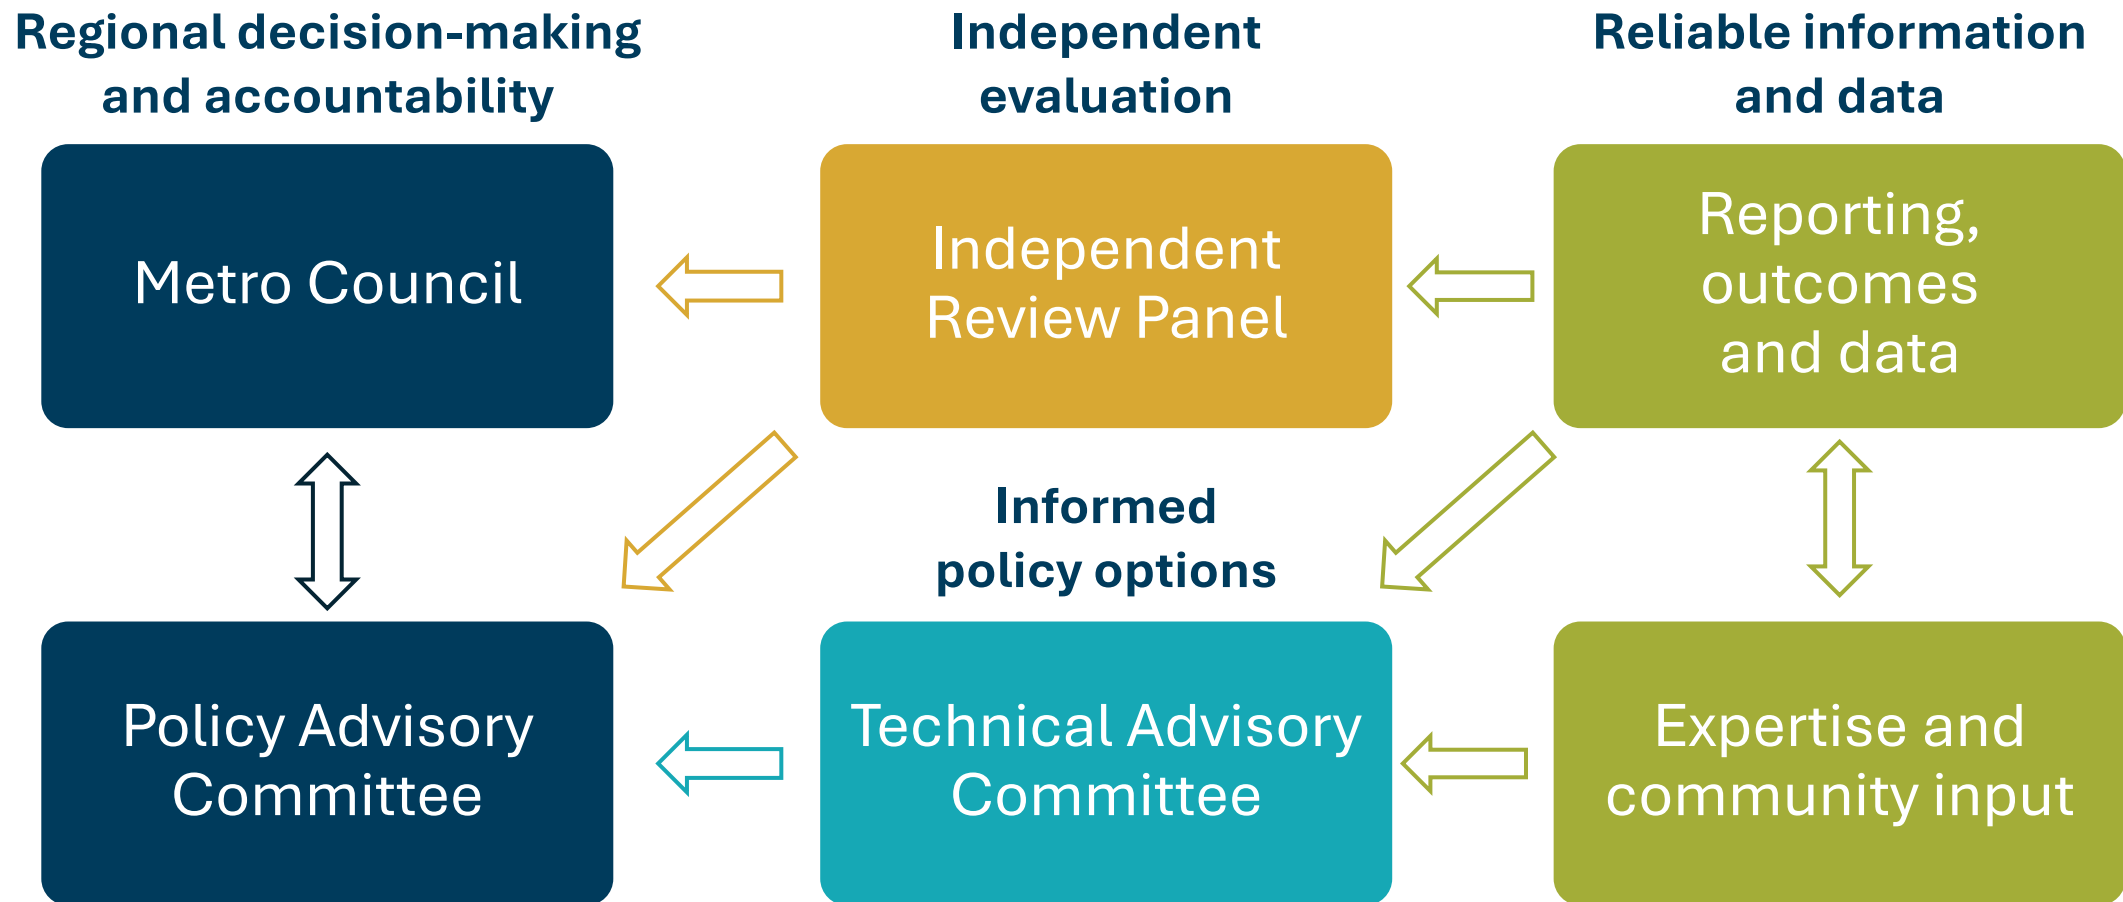 Regional decision-making
and accountability
Independent
evaluation
Reliable information
and data
Metro Council
Independent
Review Panel
Reporting,
outcomes
and data
Informed
policy options
Policy Advisory
Committee
Technical Advisory
Committee
Expertise and
community input